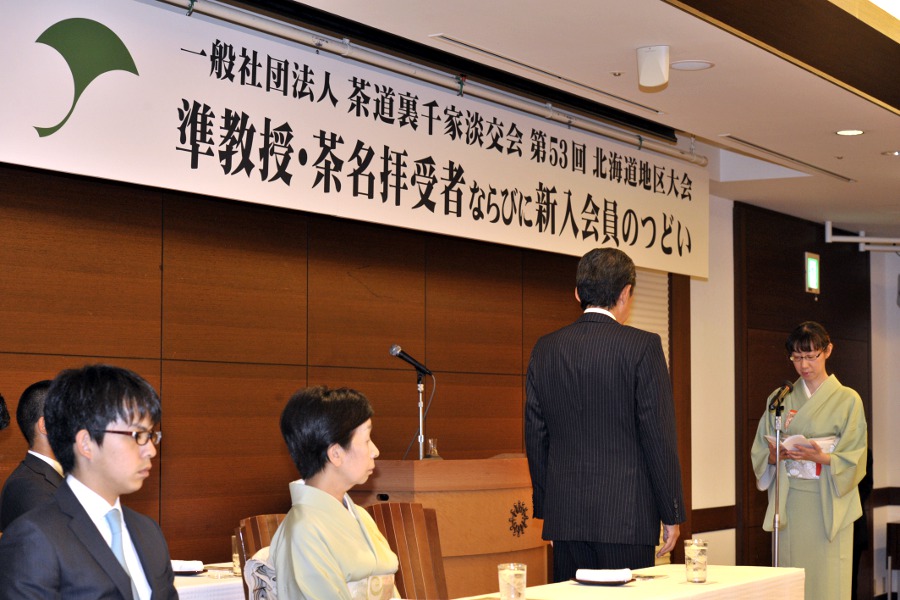 一般社団法人 茶道裏千家淡交会 第53回 北海道地区大会
準教授・茶名拝受者ならびに新入会員のつどい